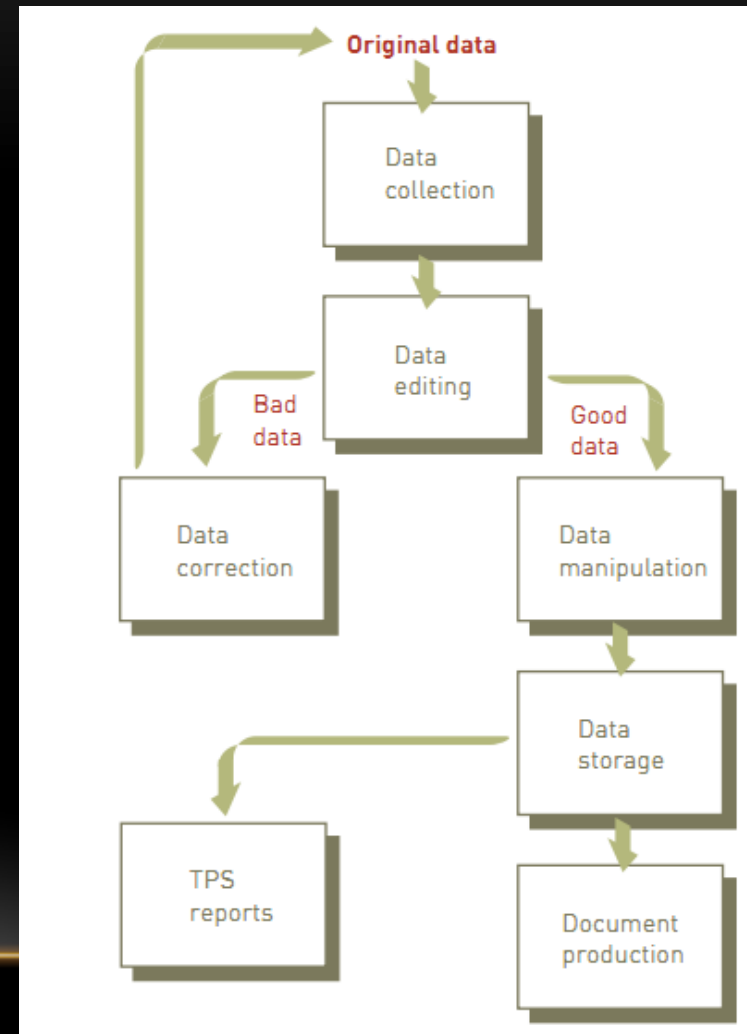 Original data
Data
collection
Data
editing
Bad
data
Good
data
Data
correction
Data
manipulation
Data
storage
TPS
reports
Document
production